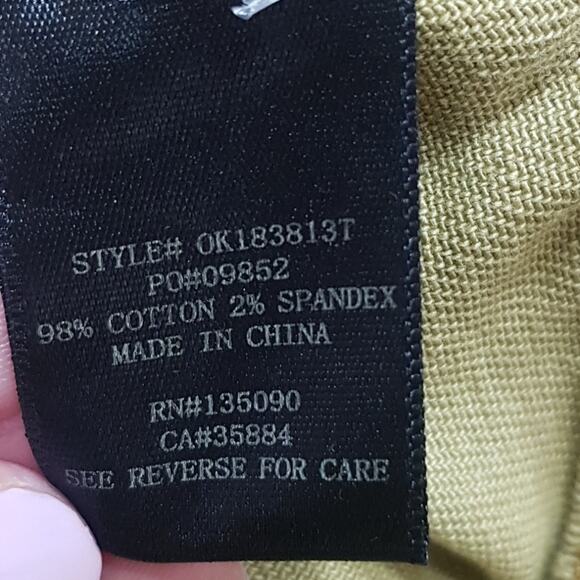 STYLE# OK183813T
PO#09852
98% COTTON 2% SPANDEX
MADE IN CHINA
RN#135090
CA#35884
SEE REVERSE FOR CARE